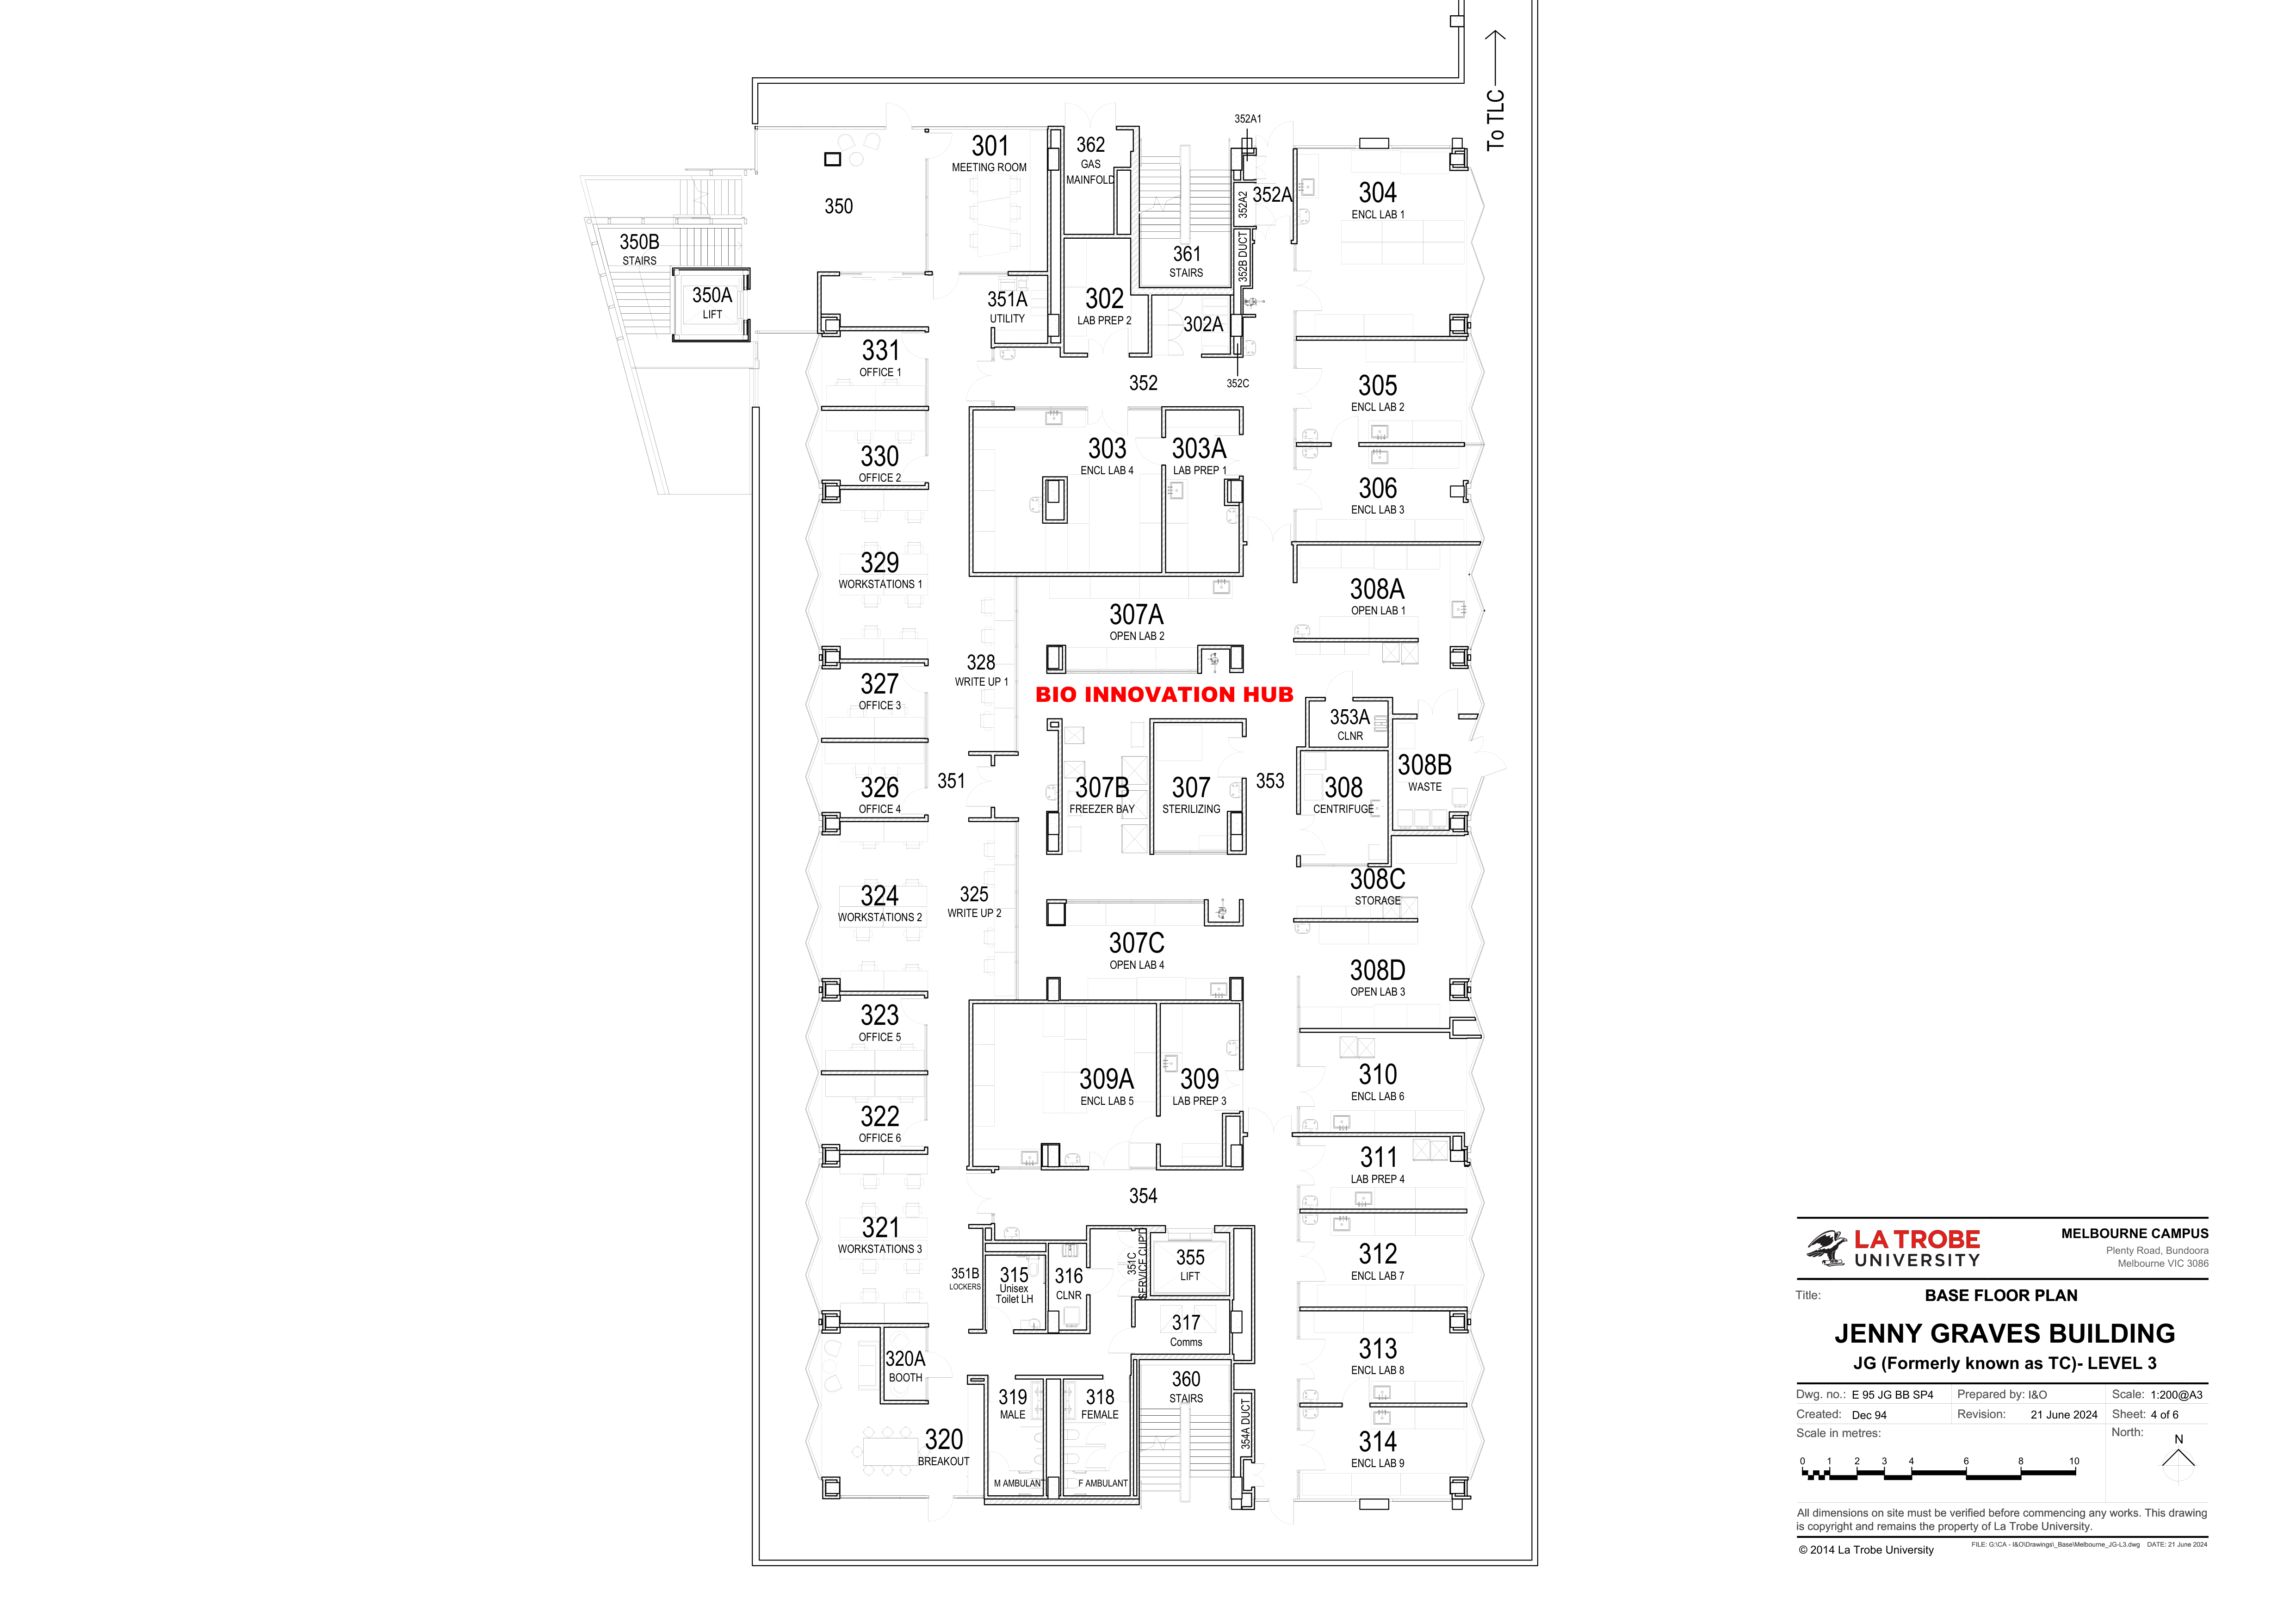 To TLC
352A1
301
MEETING ROOM
362
GAS
MAINFOLD
350
352A2
352A
304
ENCL LAB 1
350B
STAIRS
361
STAIRS
352B DUCT
350A
LIFT
351A
UTILITY
302
LAB PREP 2
302A
331
OFFICE 1
352
352C
305
ENCL LAB 2
330
OFFICE 2
303
ENCL LAB 4
303A
LAB PREP 1
306
ENCL LAB 3
329
WORKSTATIONS 1
307A
OPEN LAB 2
308A
OPEN LAB 1
328
WRITE UP 1
327
OFFICE 3
BIO INNOVATION HUB
353A
CLNR
326
OFFICE 4
351
307B
FREEZER BAY
307
STERILIZING
353
308
CENTRIFUGE
308B
WASTE
324
WORKSTATIONS 2
325
WRITE UP 2
308C
STORAGE
307C
OPEN LAB 4
308D
OPEN LAB 3
323
OFFICE 5
322
OFFICE 6
309A
ENCL LAB 5
309
LAB PREP 3
310
ENCL LAB 6
311
LAB PREP 4
354
321
WORKSTATIONS 3
351B
LOCKERS
315
Unisex
Toilet LH
316
CLNR
351C
SERVICE CUP'D
355
LIFT
312
ENCL LAB 7
317
Comms
320A
BOOTH
313
ENCL LAB 8
319
MALE
318
FEMALE
360
STAIRS
354A DUCT
320
BREAKOUT
M AMBULANT
F AMBULANT
314
ENCL LAB 9
LA TROBE
UNIVERSITY
MELBOURNE CAMPUS
Plenty Road, Bundoora
Melbourne VIC 3086
Title:
BASE FLOOR PLAN
JENNY GRAVES BUILDING
JG (Formerly known as TC)- LEVEL 3
Dwg. no.: E 95 JG BB SP4 Prepared by: I&O Scale: 1:200@A3
Created: Dec 94 Revision: 21 June 2024 Sheet: 4 of 6
Scale in metres: North:
N
0 1 2 3 4 6 8 10
All dimensions on site must be verified before commencing any works. This drawing
is copyright and remains the property of La Trobe University.
© 2014 La Trobe University
FILE: G:\CA - I&O\Drawings\_Base\Melbourne_JG-L3.dwg DATE: 21 June 2024